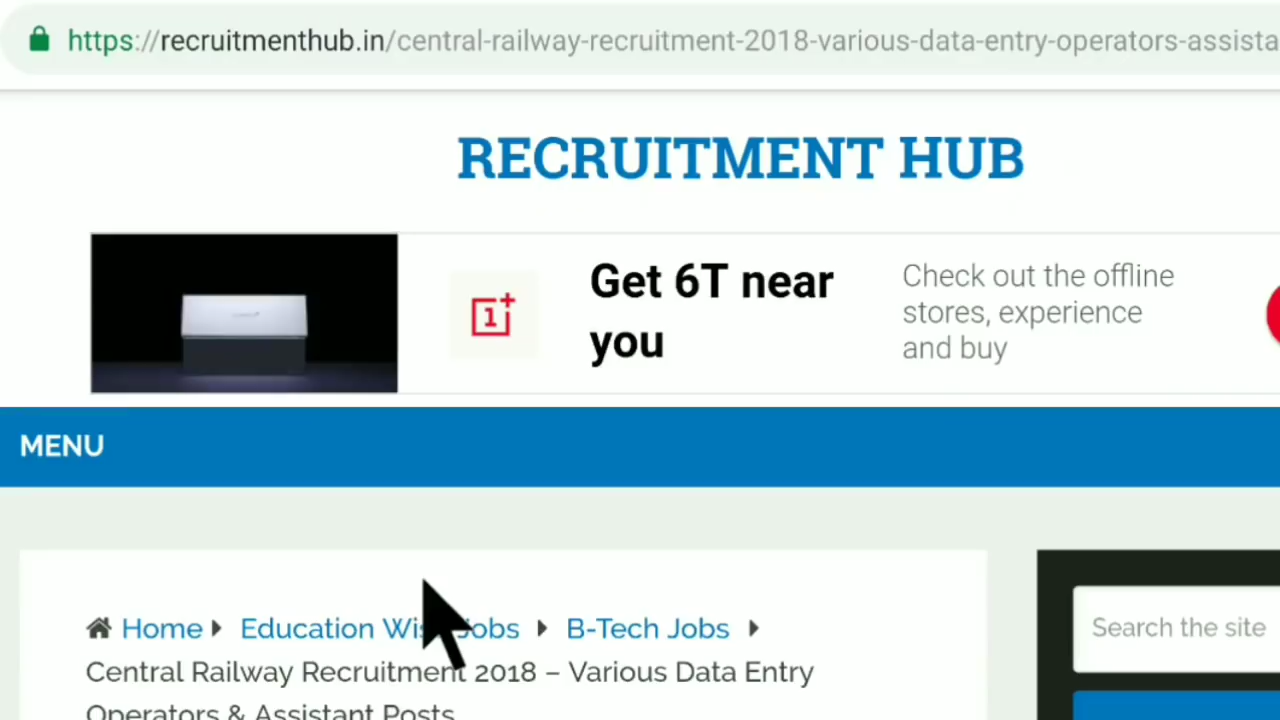 https://recruitmenthub.in/central-railway-recruitment-2018-various-data-entry-operators-assista
RECRUITMENT HUB
Get 6T near
you
Check out the offline
stores, experience
and buy
MENU
Home Education Wise Jobs B-Tech Jobs
Central Railway Recruitment 2018 – Various Data Entry
Operators & Assistant Posts
Search the site